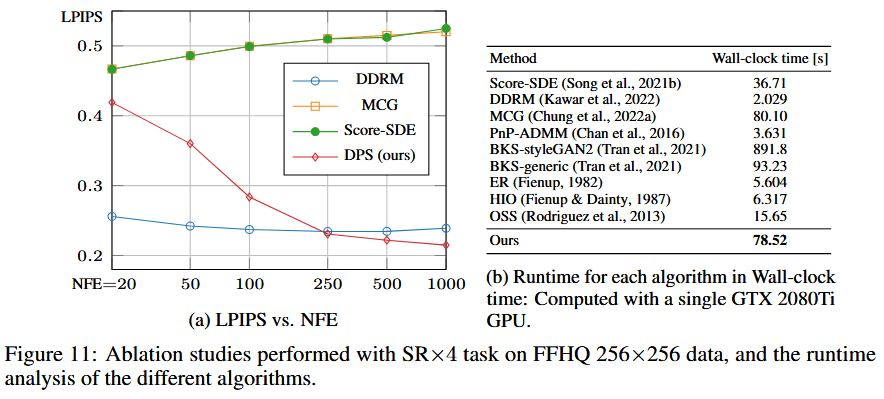 LPIPS
0.5
0.4
0.3
0.2
DDRM
MCG
Score-SDE
DPS (ours)
NFE=20 50 100 250 500 1000
(a) LPIPS vs. NFE
Method Wall-clock time [s]
Score-SDE (Song et al., 2021b) 36.71
DDRM (Kawar et al., 2022) 2.029
MCG (Chung et al., 2022a) 80.10
PnP-ADMM (Chan et al., 2016) 3.631
BKS-styleGAN2 (Tran et al., 2021) 891.8
BKS-generic (Tran et al., 2021) 93.23
ER (Fienup, 1982) 5.604
HIO (Fienup & Dainty, 1987) 6.317
OSS (Rodriguez et al., 2013) 15.65
Ours 78.52
(b) Runtime for each algorithm in Wall-clock
time: Computed with a single GTX 2080Ti
GPU.
Figure 11: Ablation studies performed with SR×4 task on FFHQ 256×256 data, and the runtime
analysis of the different algorithms.